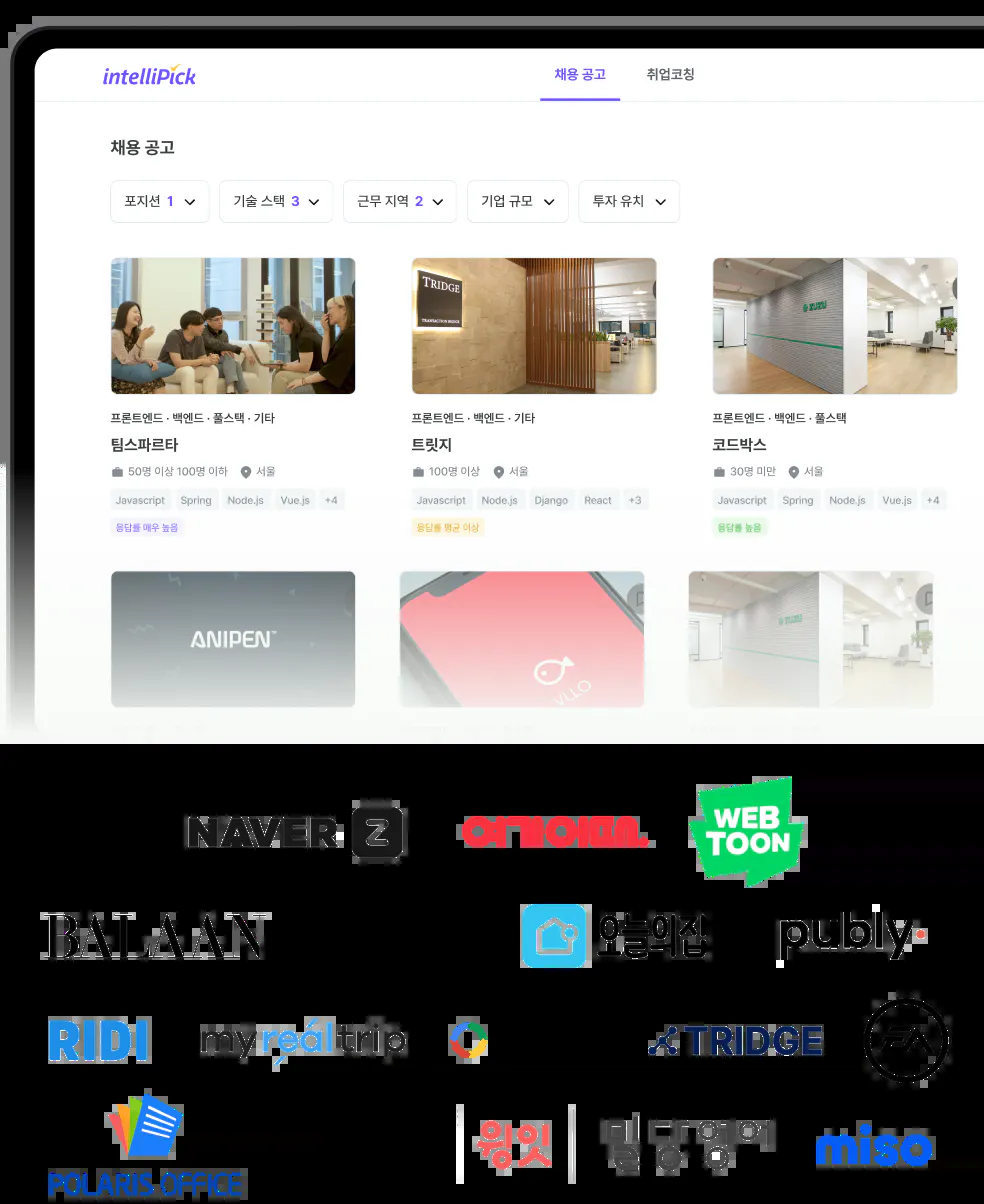 intelliPick
채용 공고 취업코칭
채용 공고
포지션 1 기술 스택 3 근무 지역 2 기업 규모 투자 유치
TRIDGE
TRANSACTION BRIDGE
프론트엔드 · 백엔드 · 풀스택 · 기타
팀스파르타
50명 이상 100명 이하 서울
Javascript Spring Node.js Vue.js +4
응답률 매우 높음
프론트엔드 · 백엔드 · 기타
트릿지
100명 이상 서울
Javascript Node.js Django React +3
응답률 평균 이상
프론트엔드 · 백엔드 · 풀스택
코드박스
30명 미만 서울
Javascript Spring Node.js Vue.js +4
응답률 높음
ANIPEN™
VLLO
NAVER Z 여기어때. WEBTOON
BALAAN 오늘의집 publy
RIDI myrealtrip TRIDGE EA
POLARIS OFFICE 윙잇 밀당영어 miso